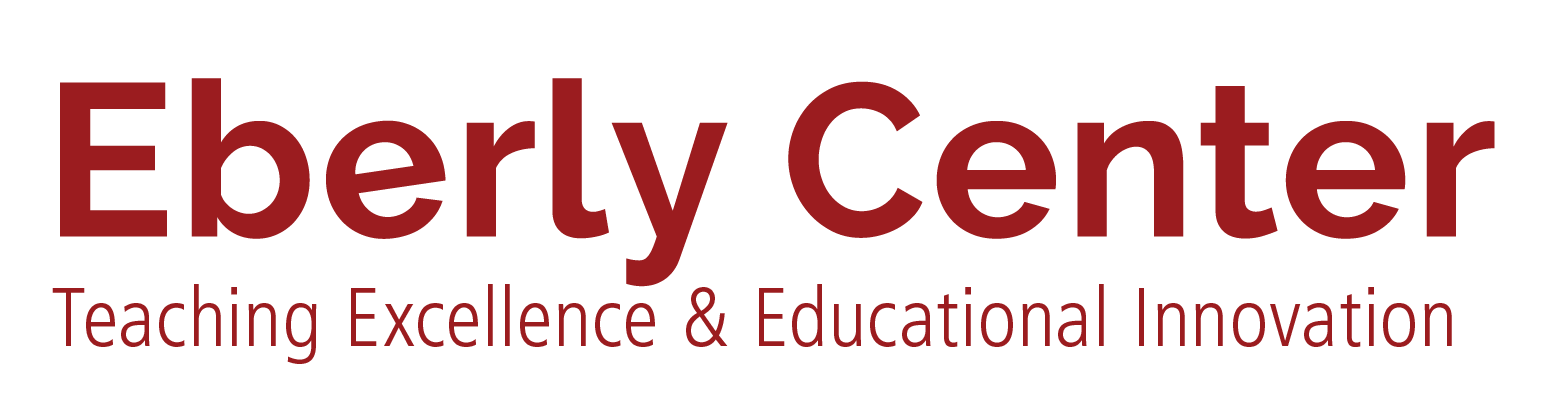 Eberly Center
Teaching Excellence & Educational Innovation